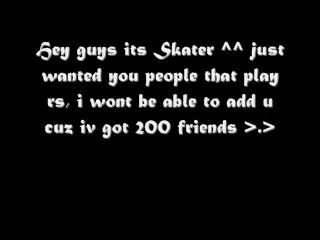 Hey guys its Skater ^^ just
wanted you people that play
rs, i wont be able to add u
cuz iv got 200 friends >.>